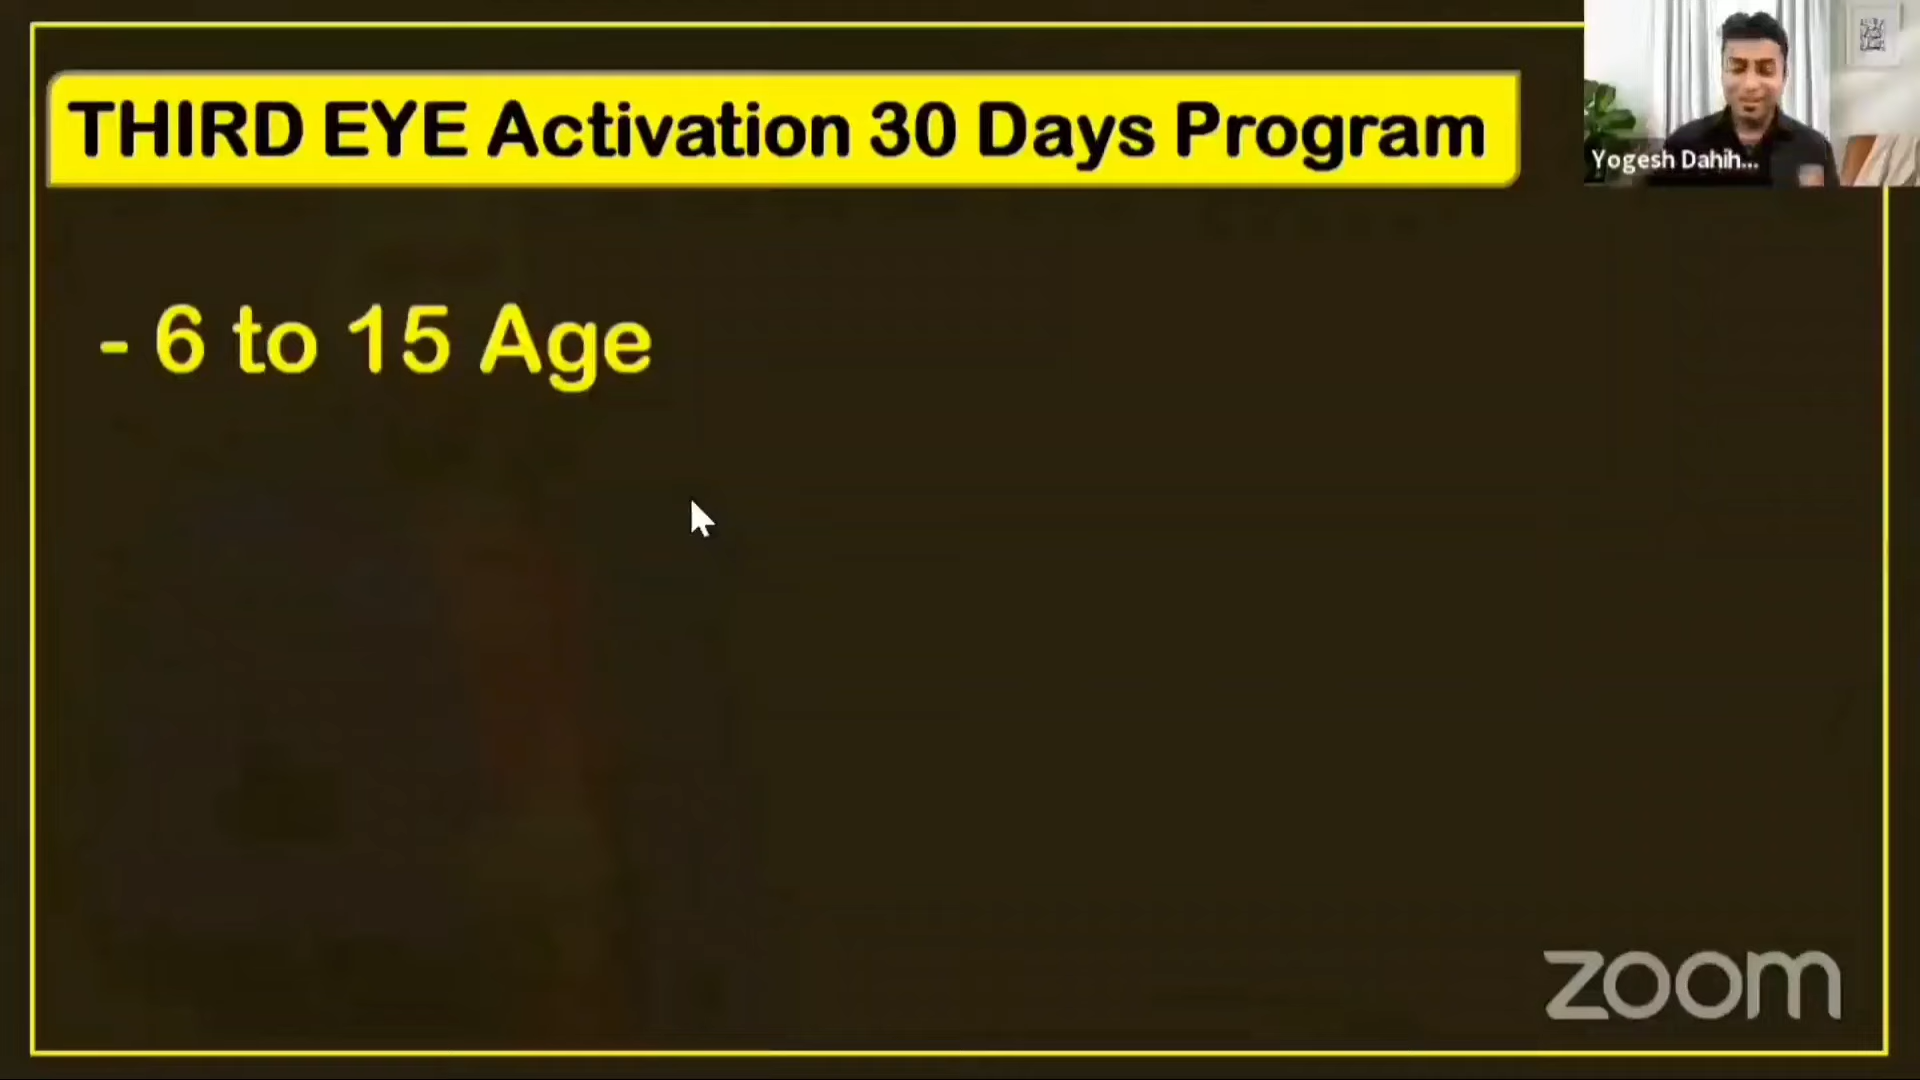 THIRD EYE Activation 30 Days Program
Yogesh Dahih...
- 6 to 15 Age
zoom